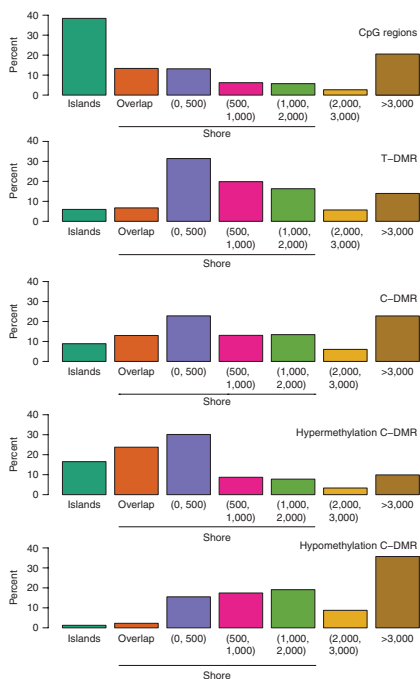 CpG regions
Percent
40
30
20
10
0
Islands Overlap (0, 500) (500, 1,000) (1,000, 2,000) (2,000, 3,000) >3,000
Shore
T−DMR
Percent
40
30
20
10
0
Islands Overlap (0, 500) (500, 1,000) (1,000, 2,000) (2,000, 3,000) >3,000
Shore
C−DMR
Percent
40
30
20
10
0
Islands Overlap (0, 500) (500, 1,000) (1,000, 2,000) (2,000, 3,000) >3,000
Shore
Hypermethylation C−DMR
Percent
40
30
20
10
0
Islands Overlap (0, 500) (500, 1,000) (1,000, 2,000) (2,000, 3,000) >3,000
Shore
Hypomethylation C−DMR
Percent
40
30
20
10
0
Islands Overlap (0, 500) (500, 1,000) (1,000, 2,000) (2,000, 3,000) >3,000
Shore